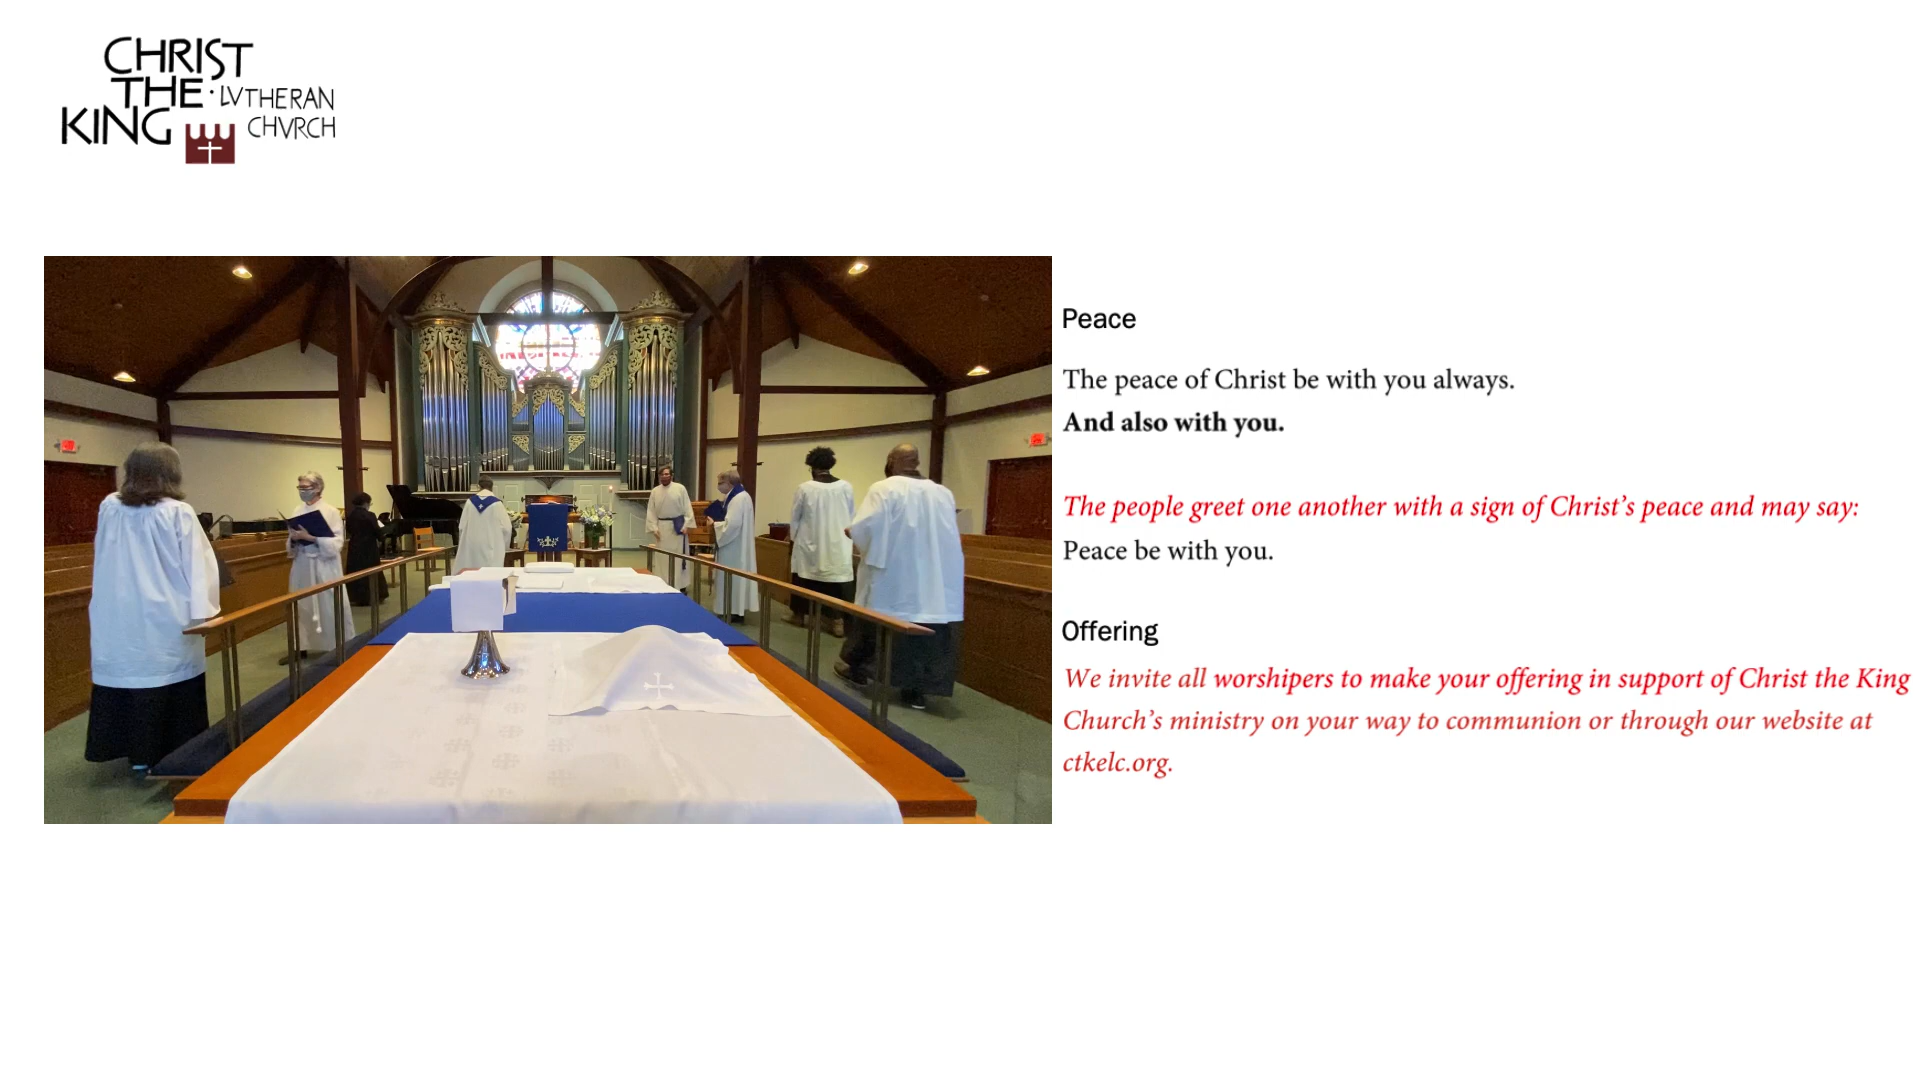 CHRIST
THE · LVTHERAN
KING CHVRCH
Peace
The peace of Christ be with you always.
And also with you.
The people greet one another with a sign of Christ’s peace and may say:
Peace be with you.
Offering
We invite all worshipers to make your offering in support of Christ the King
Church’s ministry on your way to communion or through our website at
ctkelc.org.